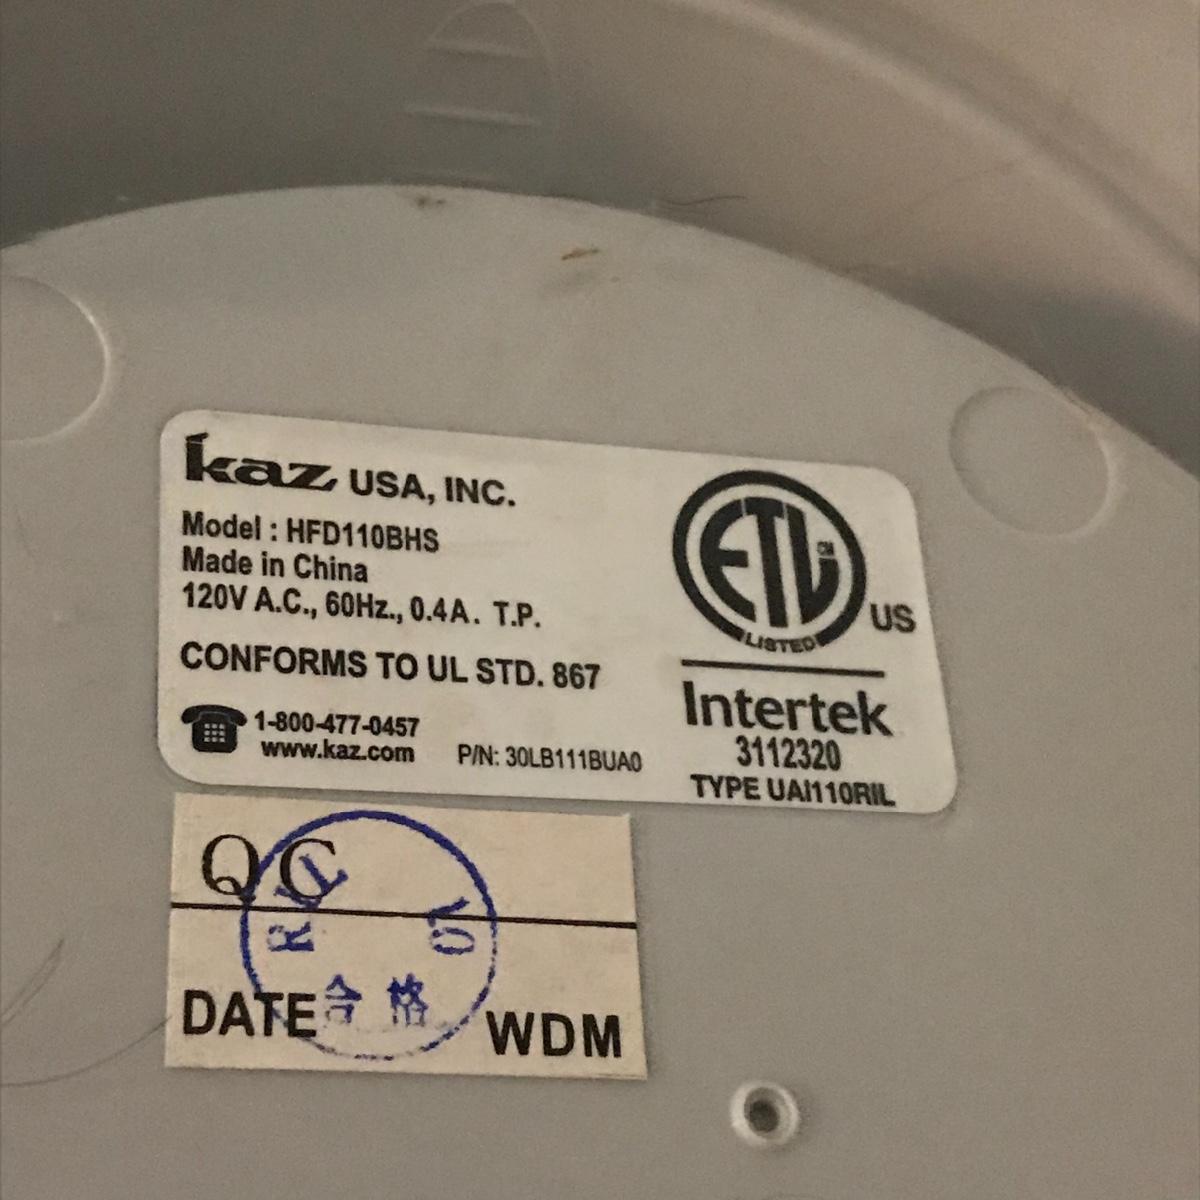 kaz USA, INC.
Model : HFD110BHS
Made in China
120V A.C., 60Hz., 0.4A. T.P.
CONFORMS TO UL STD. 867
1-800-477-0457
www.kaz.com
P/N: 30LB111BUA0
ETL CM
LISTED
US
Intertek
3112320
TYPE UAI110RIL
QC
合格
DATE
WDM